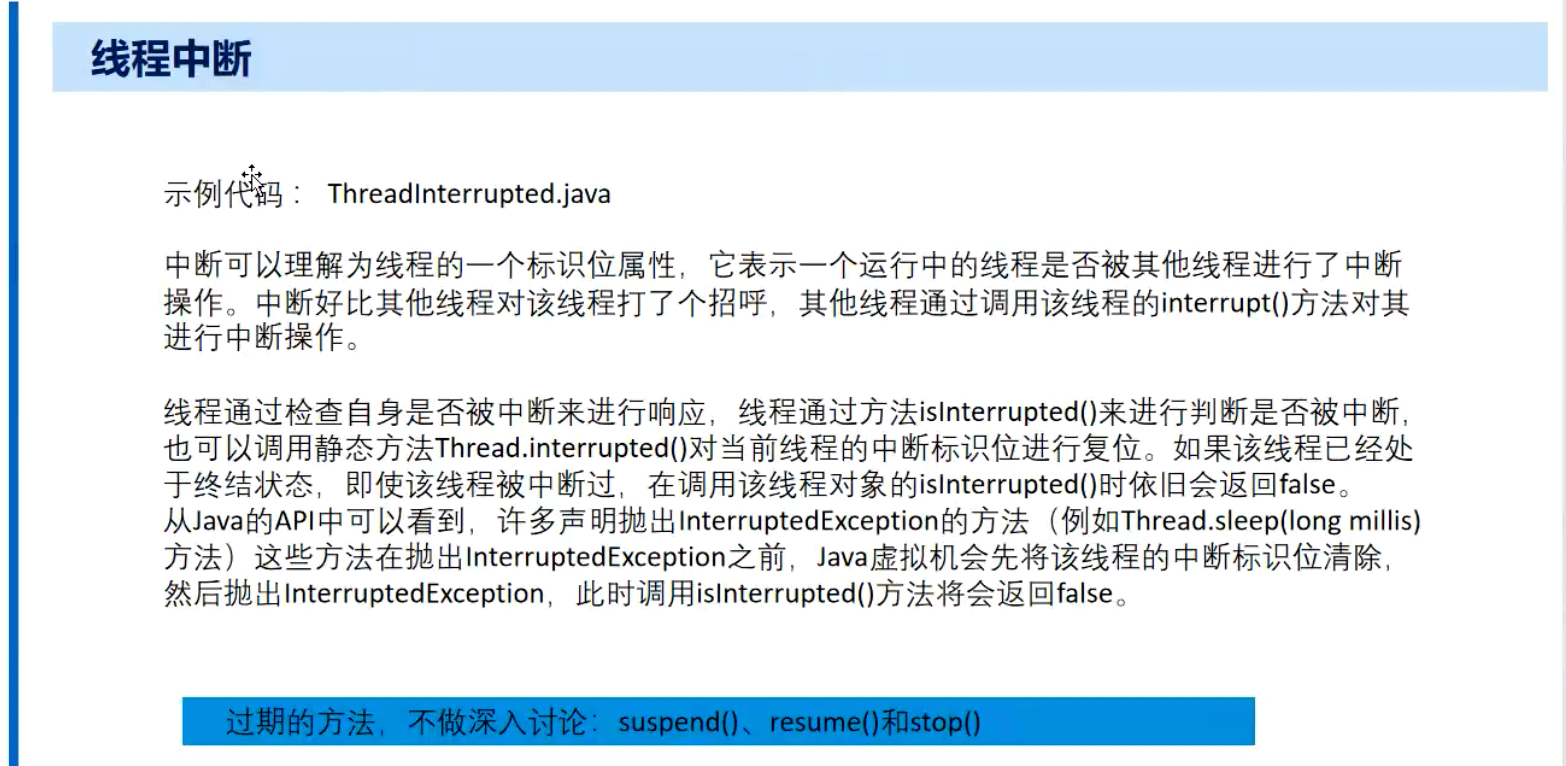 线程中断
示例代码： ThreadInterrupted.java
中断可以理解为线程的一个标识位属性，它表示一个运行中的线程是否被其他线程进行了中断
操作。中断好比其他线程对该线程打了个招呼，其他线程通过调用该线程的interrupt()方法对其
进行中断操作。
线程通过检查自身是否被中断来进行响应，线程通过方法isInterrupted()来进行判断是否被中断，
也可以调用静态方法Thread.interrupted()对当前线程的中断标识位进行复位。如果该线程已经处
于终结状态，即使该线程被中断过，在调用该线程对象的isInterrupted()时依旧会返回false。
从Java的API中可以看到，许多声明抛出InterruptedException的方法（例如Thread.sleep(long millis)
方法）这些方法在抛出InterruptedException之前，Java虚拟机会先将该线程的中断标识位清除，
然后抛出InterruptedException，此时调用isInterrupted()方法将会返回false。
过期的方法，不做深入讨论：suspend()、resume()和stop()